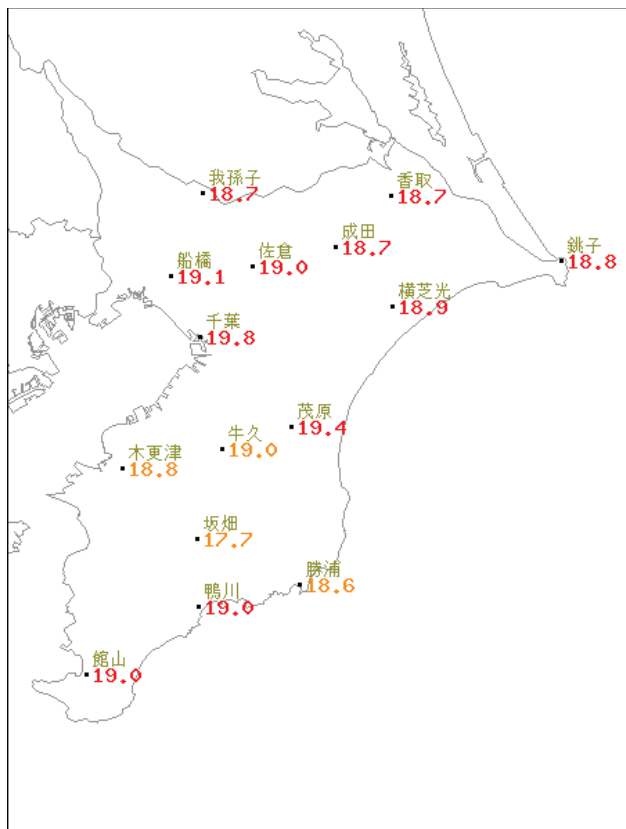 我孫子
18.7
香取
18.7
成田
18.7
佐倉
19.0
船橋
19.1
銚子
18.8
横芝光
18.9
千葉
19.8
茂原
19.4
牛久
19.0
木更津
18.8
坂畑
17.7
勝浦
18.6
鴨川
19.0
館山
19.0